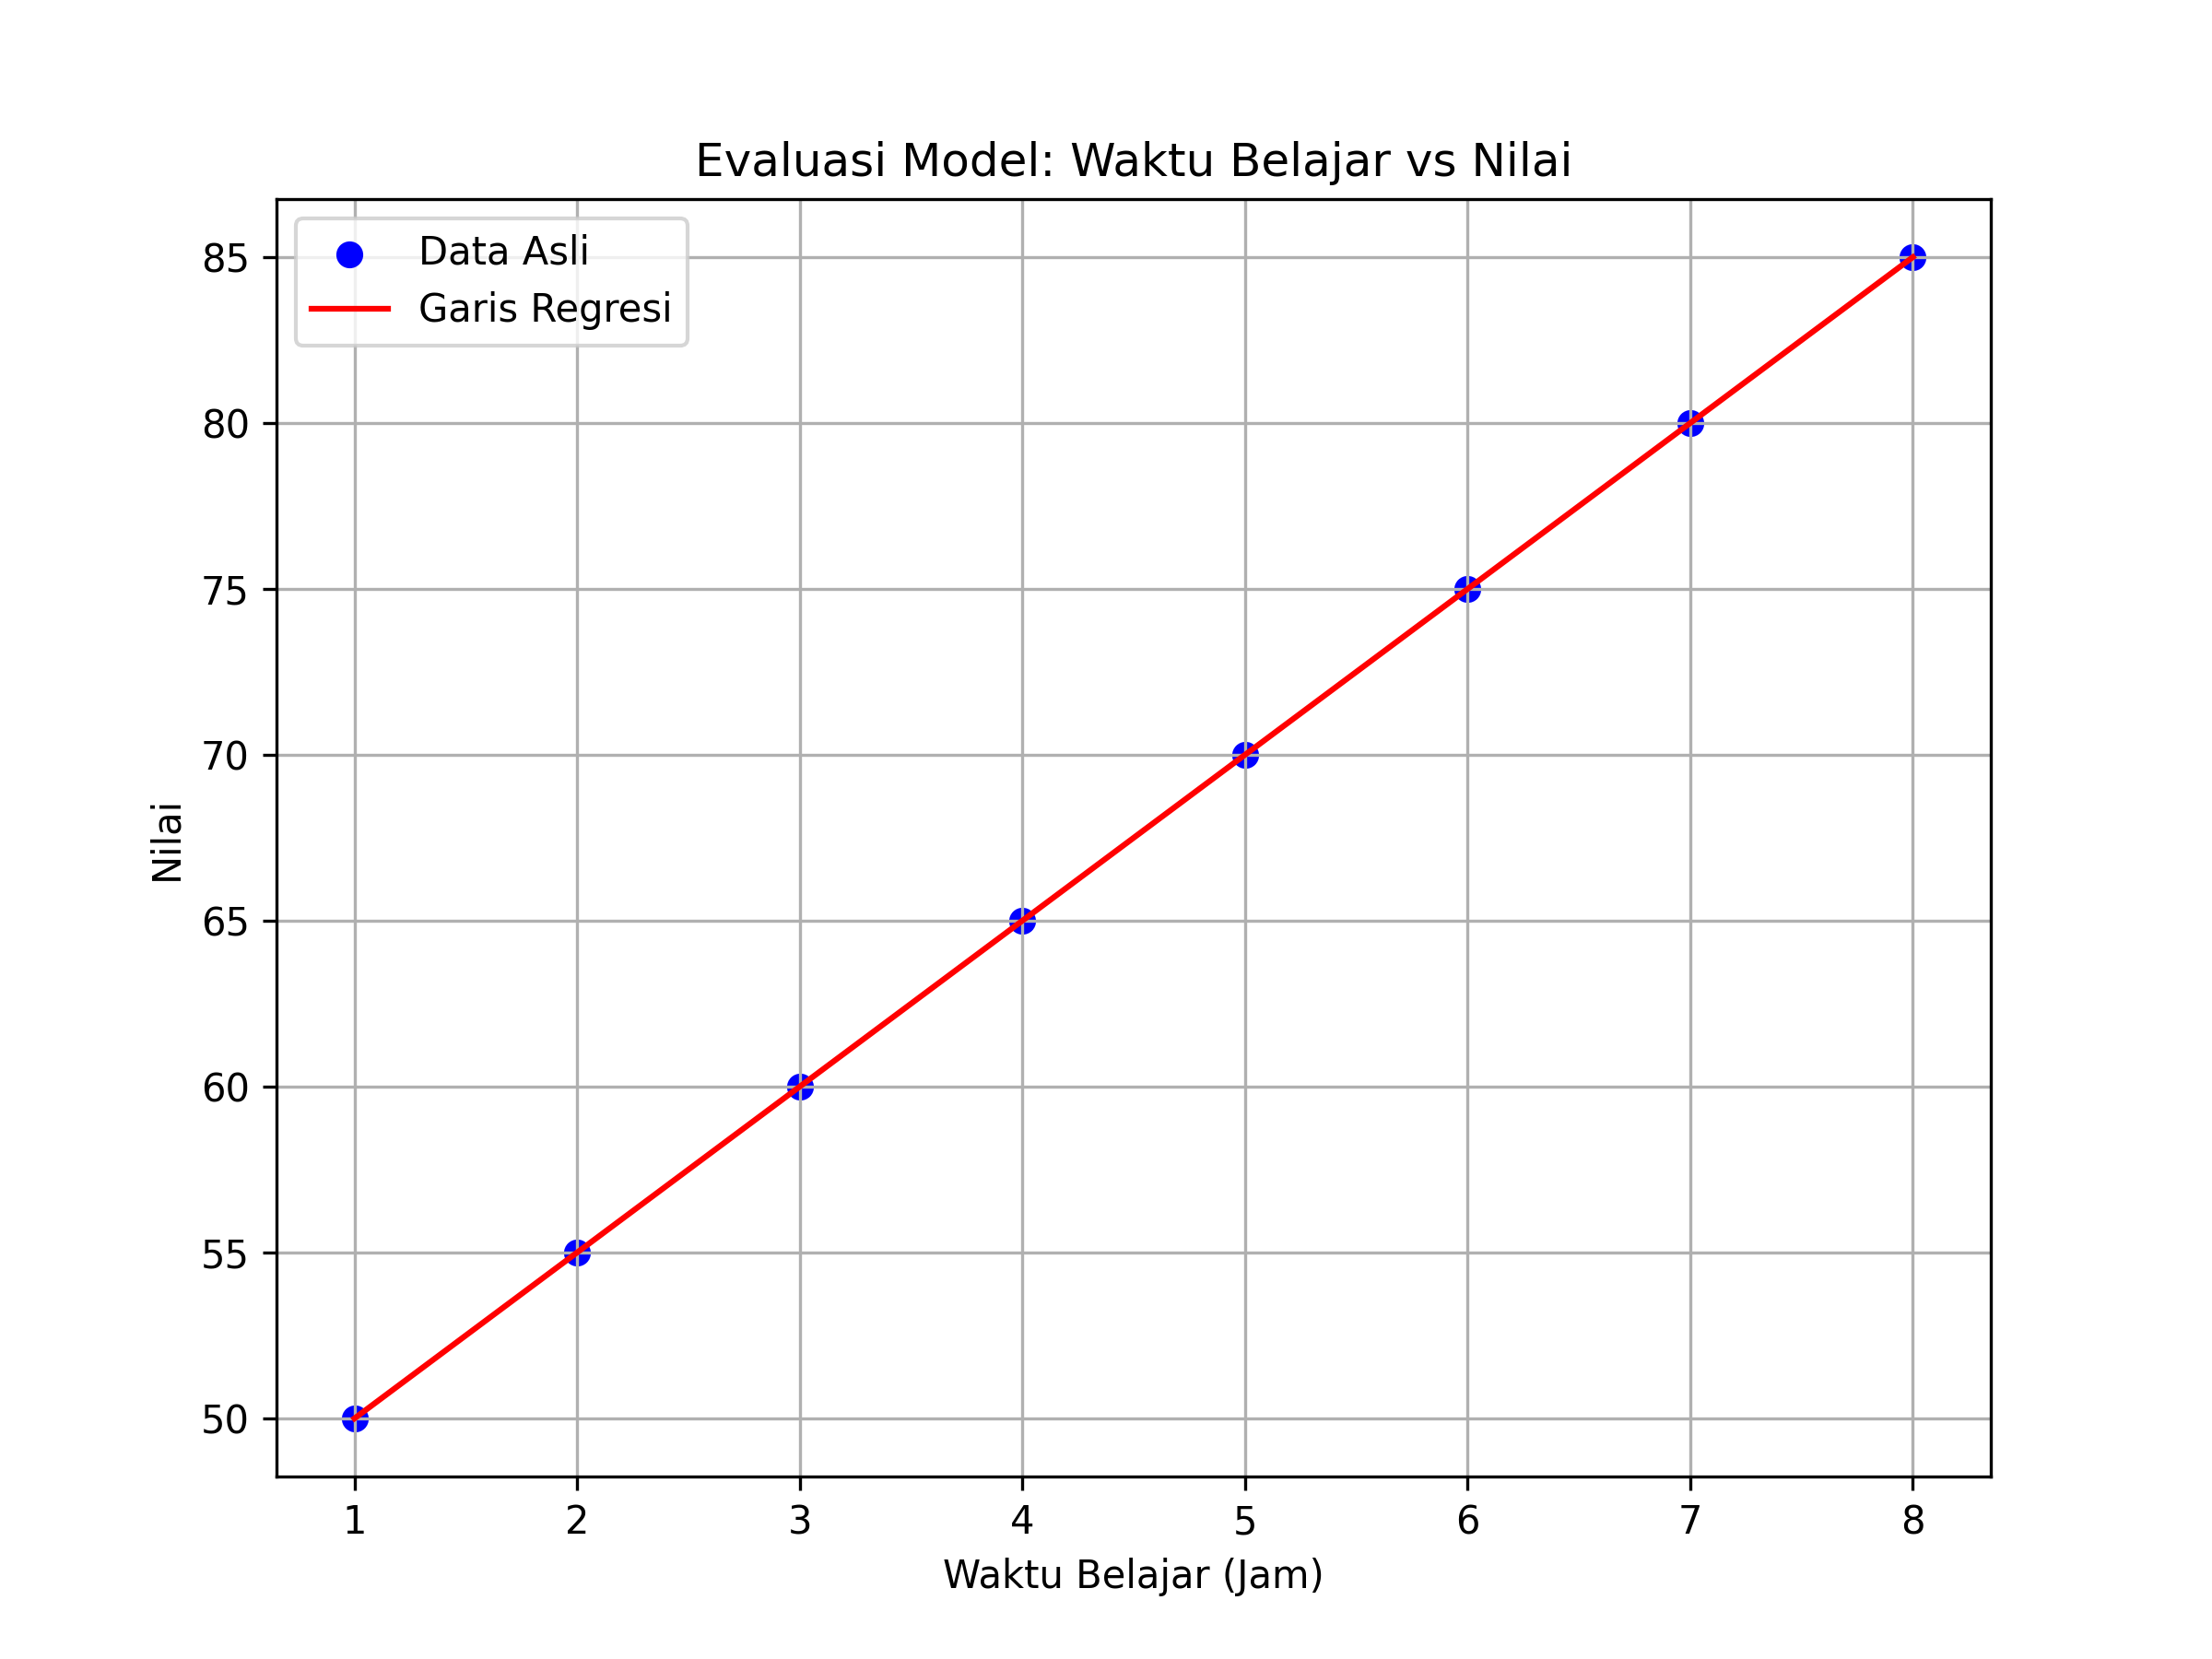 Evaluasi Model: Waktu Belajar vs Nilai
Data Asli
Garis Regresi
85
80
75
70
65
60
55
50
Nilai
1 2 3 4 5 6 7 8
Waktu Belajar (Jam)